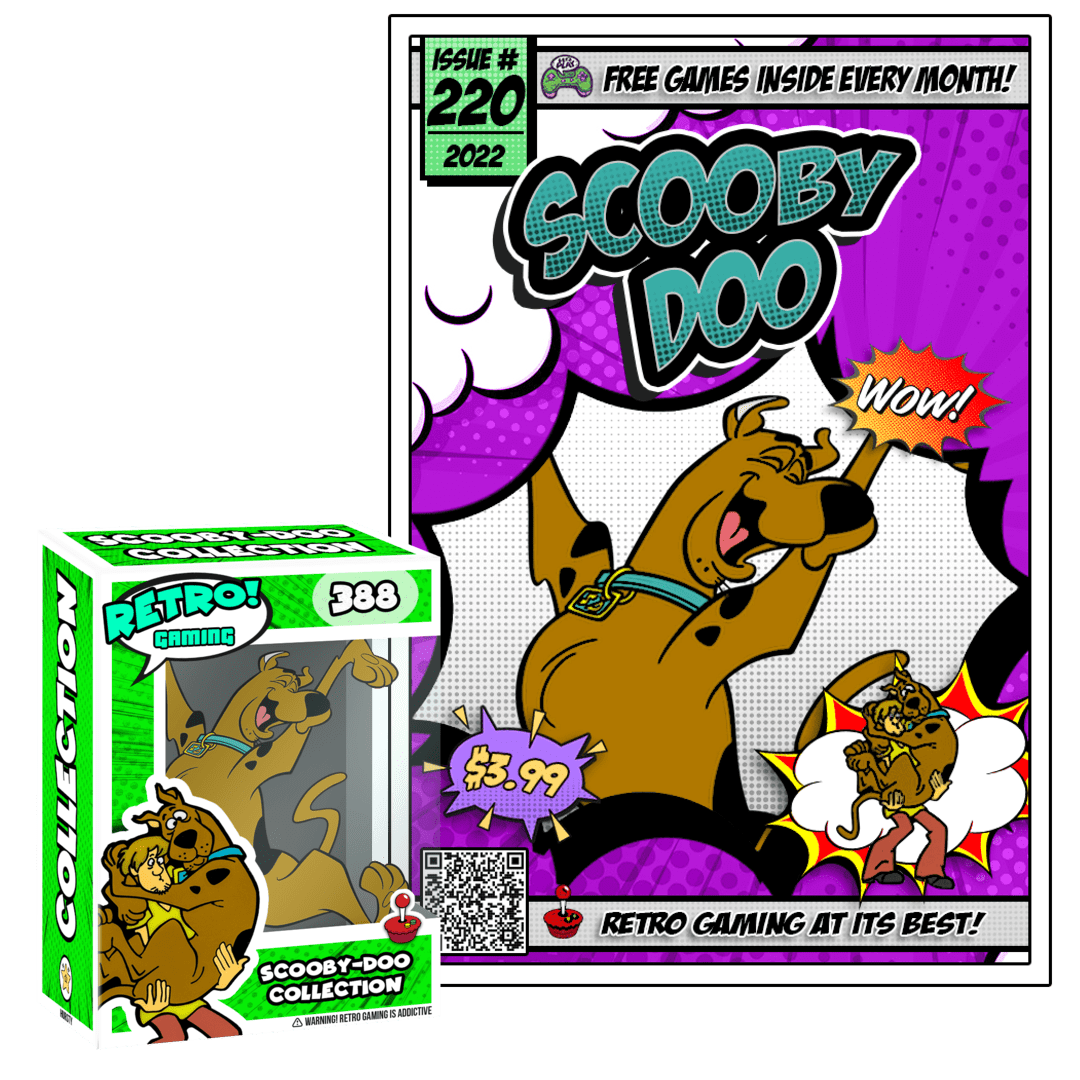 ISSUE #
220
2022
FREE GAMES INSIDE EVERY MONTH!
SCOOBY
DOO
WOW!
$3.99
RETRO GAMING AT ITS BEST!
SCOOBY-DOO
COLLECTION
COLLECTION
RETRO!
GAMING
388
SCOOBY-DOO
COLLECTION
⚠ WARNING! RETRO GAMING IS ADDICTIVE